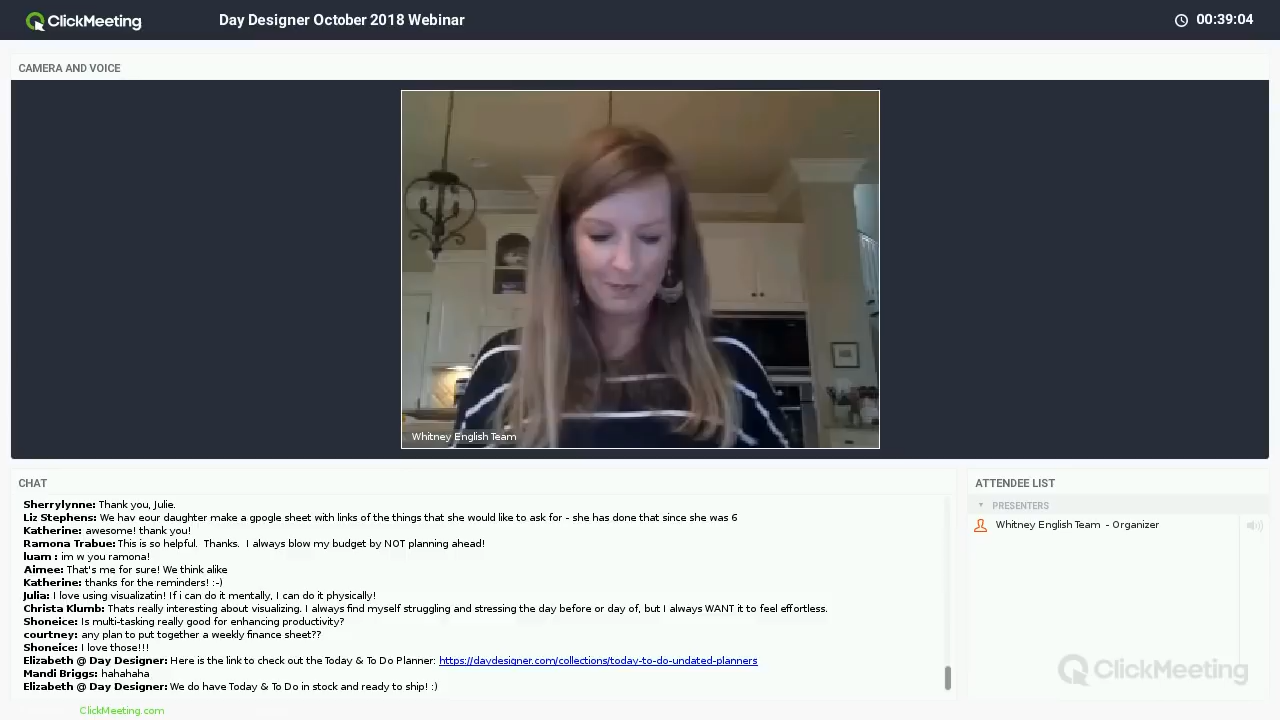 ClickMeeting
Day Designer October 2018 Webinar
00:39:04
CAMERA AND VOICE
Whitney English Team
CHAT
Sherrylynne: Thank you, Julie.
Liz Stephens: We hav eour daughter make a gpogle sheet with links of the things that she would like to ask for - she has done that since she was 6
Katherine: awesome! thank you!
Ramona Trabue: This is so helpful.  Thanks.  I always blow my budget by NOT planning ahead!
luam : im w you ramona!
Aimee: That's me for sure! We think alike
Katherine: thanks for the reminders! :-)
Julia: I love using visualizatin! If i can do it mentally, I can do it physically!
Christa Klumb: Thats really interesting about visualizing. I always find myself struggling and stressing the day before or day of, but I always WANT it to feel effortless.
Shoneice: Is multi-tasking really good for enhancing productivity?
courtney: any plan to put together a weekly finance sheet??
Shoneice: I love those!!!
Elizabeth @ Day Designer: Here is the link to check out the Today & To Do Planner: https://daydesigner.com/collections/today-to-do-undated-planners
Mandi Briggs: hahahaha
Elizabeth @ Day Designer: We do have Today & To Do in stock and ready to ship! :)
ATTENDEE LIST
PRESENTERS
Whitney English Team - Organizer
ClickMeeting
ClickMeeting.com